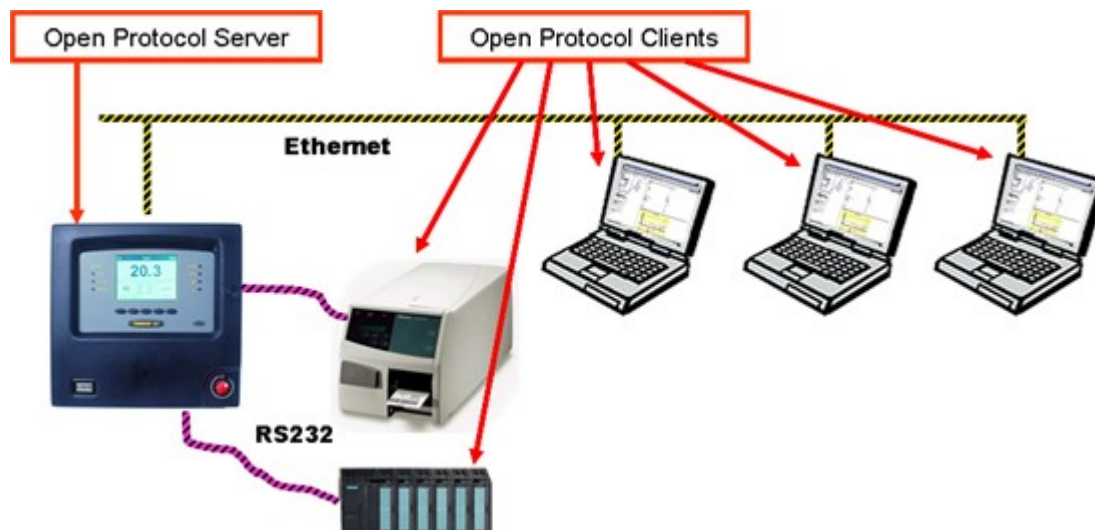 Open Protocol Server
Open Protocol Clients
Ethernet
20.3
RS232